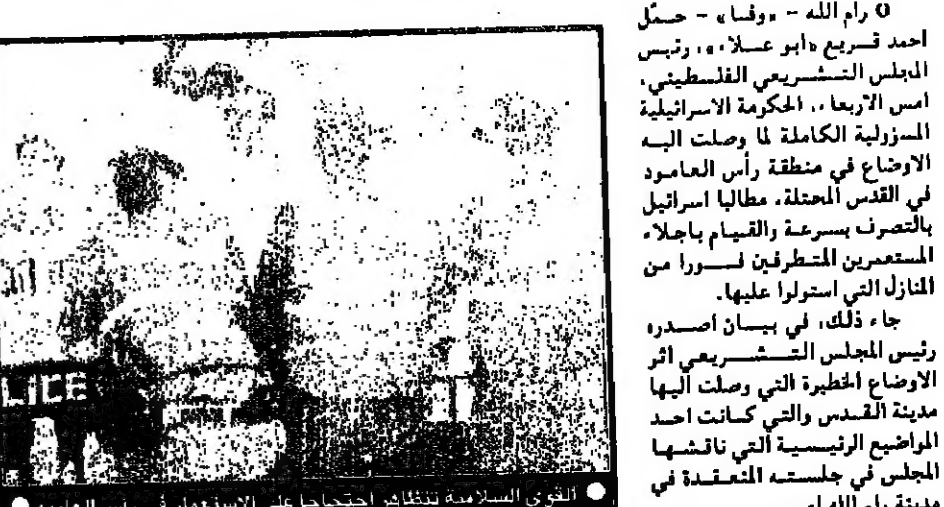 رام الله - «وفا» - حمّل
احمد قريع «ابو علاء»، رئيس
المجلس التشريعي الفلسطيني،
امس الاربعاء، الحكومة الاسرائيلية
المسؤولية الكاملة لما وصلت اليه
الاوضاع في منطقة رأس العامود
في القدس المحتلة، مطالبا اسرائيل
بالتصرف بسرعة والقيام باجلاء
المستعمرين المتطرفين فورا من
المنازل التي استولوا عليها.
جاء ذلك، في بيان اصدره
رئيس المجلس التشريعي اثر
الاوضاع الخطيرة التي وصلت اليها
مدينة القدس والتي كانت احد
المواضيع الرئيسية التي ناقشها
المجلس في جلسته المنعقدة في
مدينة رام الله
LICE
القوى السلامية تتظاهر احتجاجا على الاستعمار في